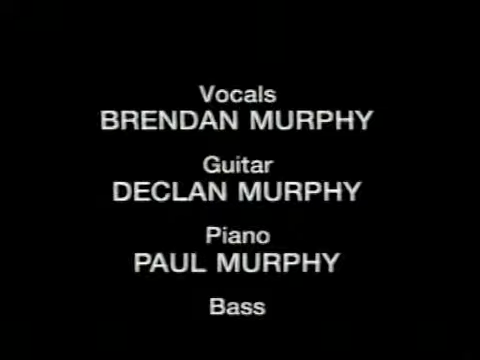 Vocals
BRENDAN MURPHY
Guitar
DECLAN MURPHY
Piano
PAUL MURPHY
Bass